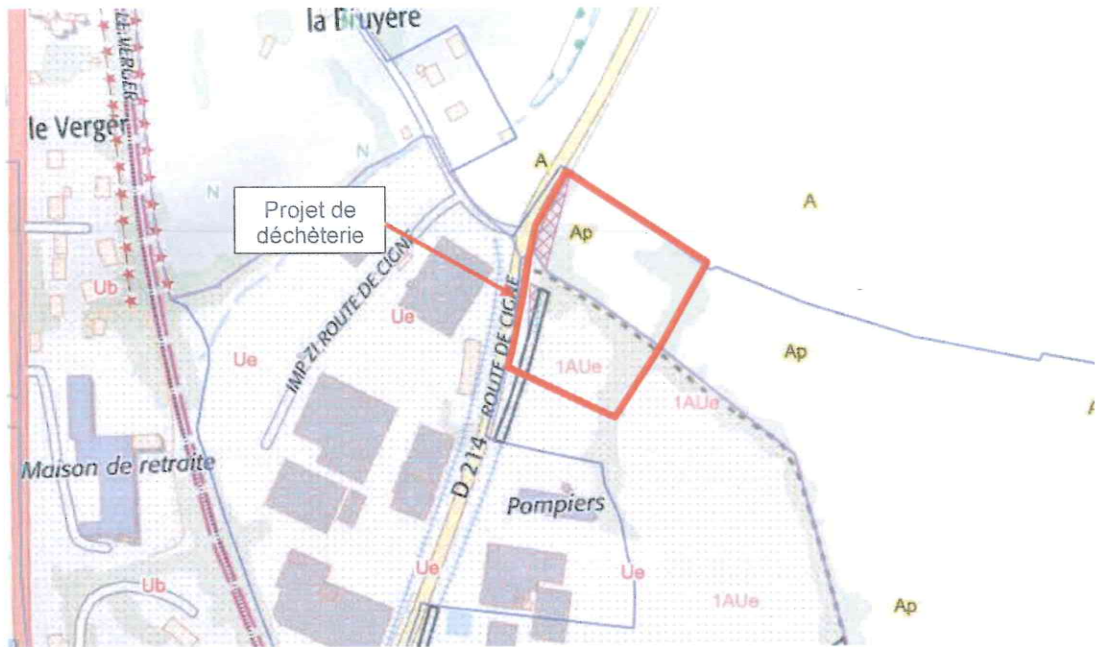 la Bruyère
LE VERGER
le Verger
N
N
A
A
Projet de
déchèterie
Ap
Ub
Ue
IMP ZI ROUTE DE CIGNE
Ue
ROUTE DE CIGNE
1AUe
1AUe
Ap
Maison de retraite
D 214
Pompiers
Ub
Ue
Ue
1AUe
Ap